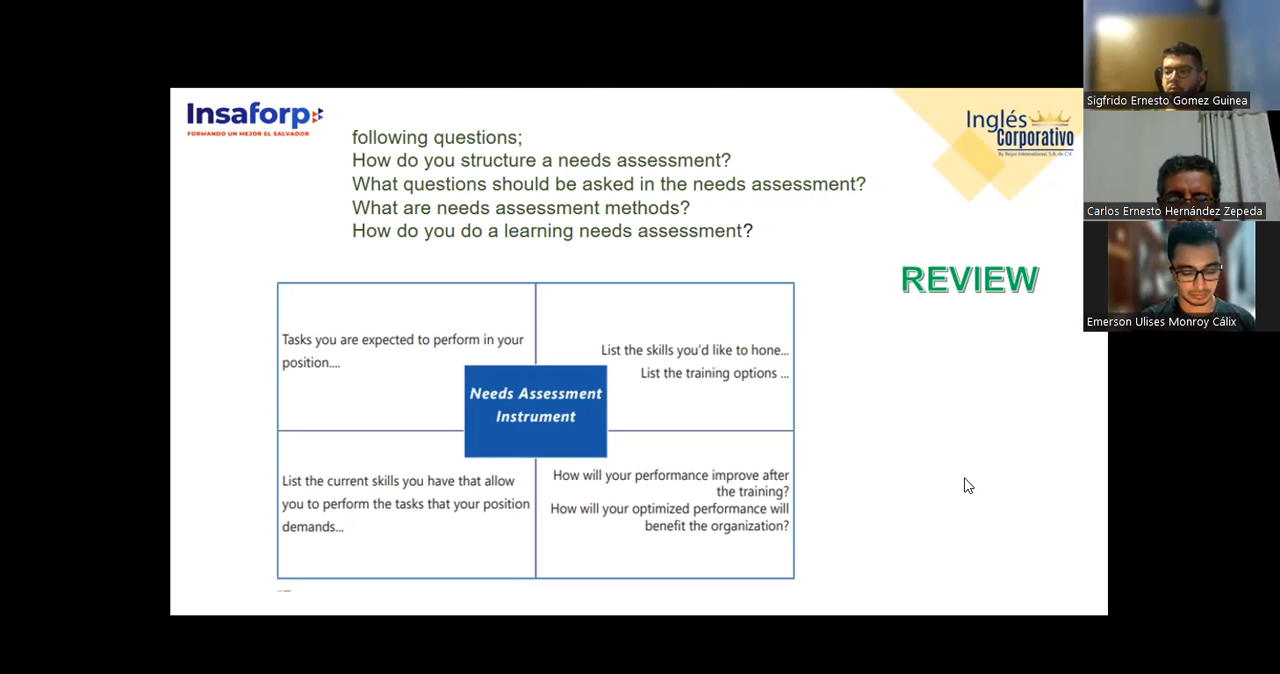 Insaforp
FORMANDO UN MEJOR EL SALVADOR
Inglés
Corporativo
By Regal International, S.A. de C.V.
following questions;
How do you structure a needs assessment?
What questions should be asked in the needs assessment?
What are needs assessment methods?
How do you do a learning needs assessment?
REVIEW
Tasks you are expected to perform in your
position....
List the skills you'd like to hone...
List the training options ...
Needs Assessment
Instrument
List the current skills you have that allow
you to perform the tasks that your position
demands...
How will your performance improve after
the training?
How will your optimized performance will
benefit the organization?
Sigfrido Ernesto Gomez Guinea
Carlos Ernesto Hernández Zepeda
Emerson Ulises Monroy Cálix